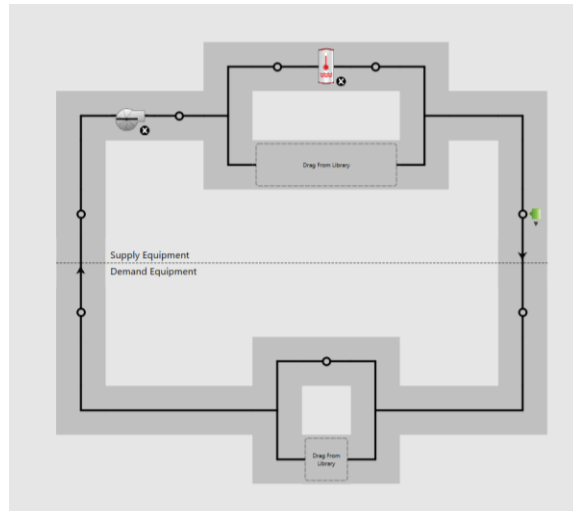 Drag From Library
Supply Equipment
Demand Equipment
Drag From
Library